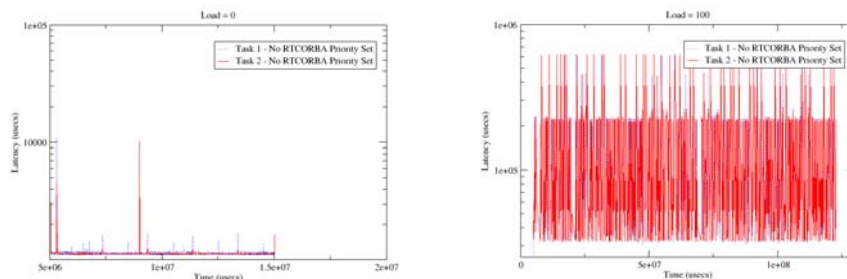 Load = 0
1e+05
10000
Latency (usecs)
Task 1 - No RTCORBA Priority Set
Task 2 - No RTCORBA Priority Set
5e+06
1e+07
1.5e+07
2e+07
Time (usecs)
Load = 100
1e+06
1e+05
Latency (usecs)
Task 1 - No RTCORBA Priority Set
Task 2 - No RTCORBA Priority Set
5e+07
1e+08
Time (usecs)